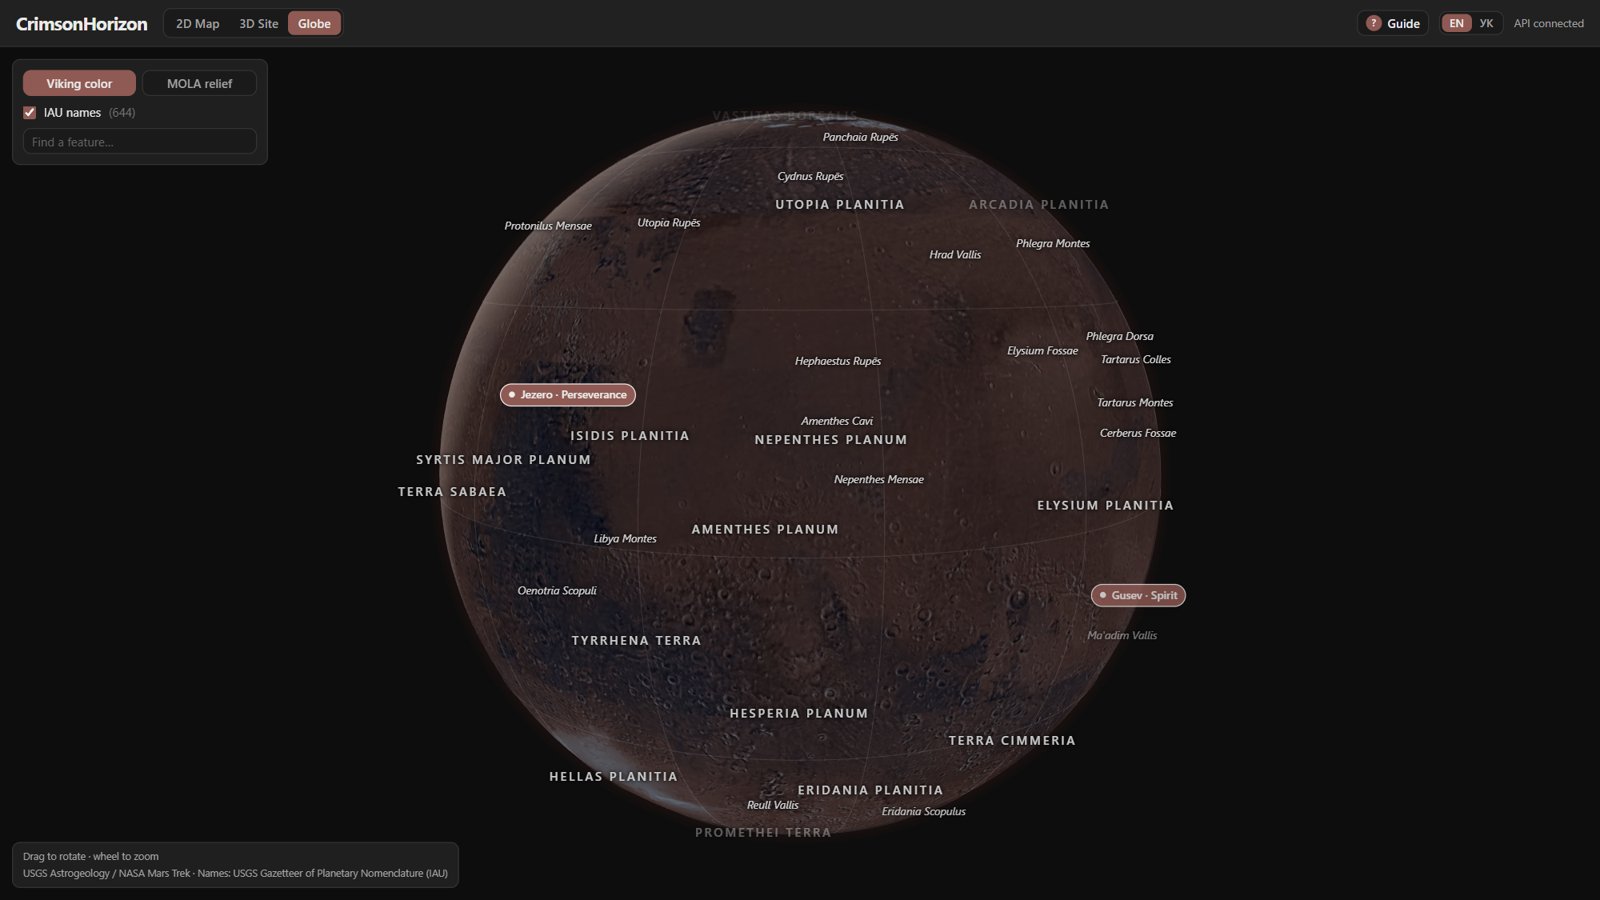 CrimsonHorizon
2D Map
3D Site
Globe
? Guide
EN
УК
API connected
Viking color
MOLA relief
IAU names (644)
Find a feature...
VASTITAS BOREALIS
Panchaia Rupēs
Cydnus Rupēs
UTOPIA PLANITIA
ARCADIA PLANITIA
Protonilus Mensae
Utopia Rupēs
Phlegra Montes
Hrad Vallis
Phlegra Dorsa
Elysium Fossae
Tartarus Colles
Hephaestus Rupēs
Jezero · Perseverance
Tartarus Montes
Amenthes Cavi
Cerberus Fossae
ISIDIS PLANITIA
NEPENTHES PLANUM
SYRTIS MAJOR PLANUM
Nepenthes Mensae
TERRA SABAEA
ELYSIUM PLANITIA
AMENTHES PLANUM
Libya Montes
Oenotria Scopuli
Gusev · Spirit
Ma'adim Vallis
TYRRHENA TERRA
HESPERIA PLANUM
TERRA CIMMERIA
HELLAS PLANITIA
ERIDANIA PLANITIA
Reull Vallis
Eridania Scopulus
PROMETHEI TERRA
Drag to rotate · wheel to zoom
USGS Astrogeology / NASA Mars Trek · Names: USGS Gazetteer of Planetary Nomenclature (IAU)